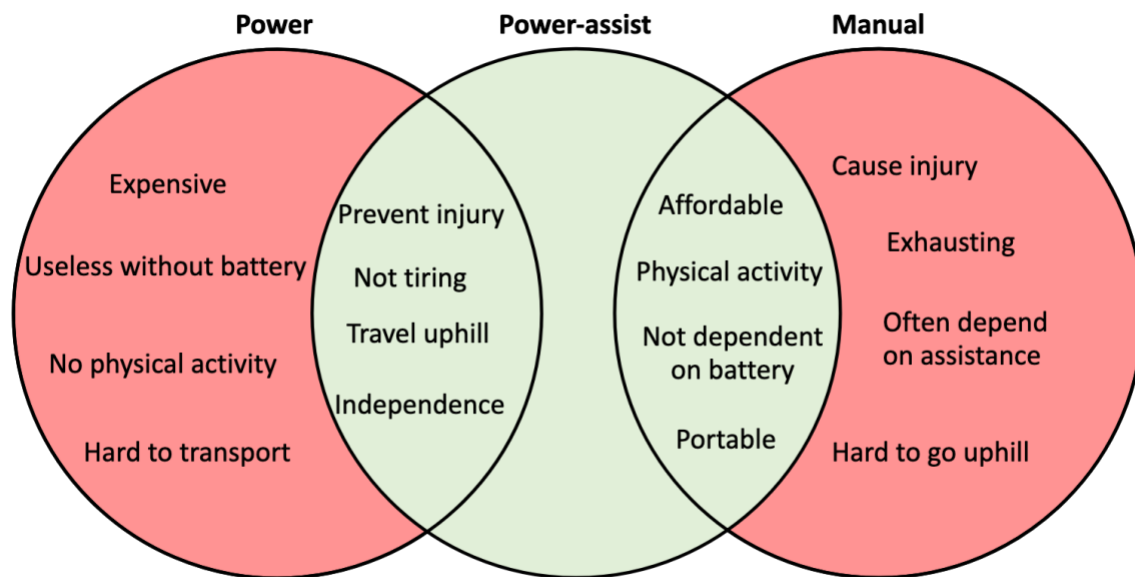 Power
Power-assist
Manual
Expensive
Useless without battery
No physical activity
Hard to transport
Prevent injury
Not tiring
Travel uphill
Independence
Affordable
Physical activity
Not dependent
on battery
Portable
Cause injury
Exhausting
Often depend
on assistance
Hard to go uphill